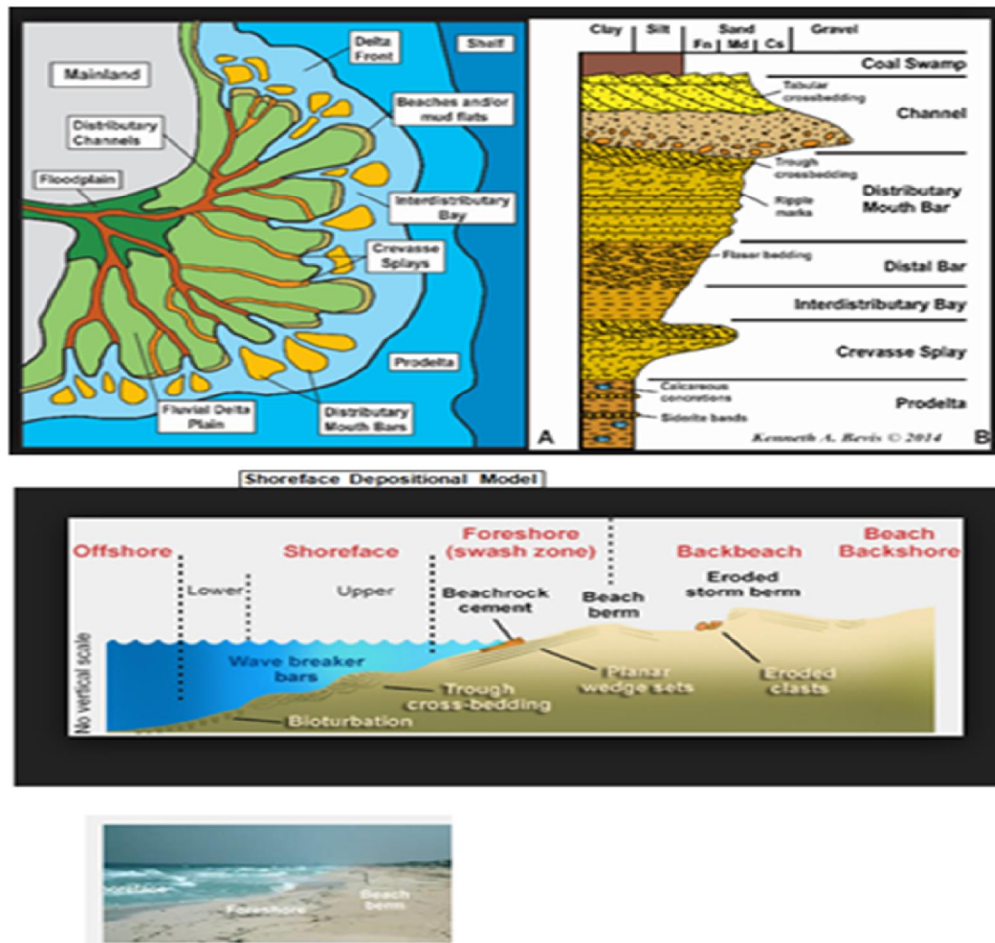 Mainland
Delta
Front
Shelf
Distributary
Channels
Beaches and/or
mud flats
Floodplain
Interdistributary
Bay
Crevasse
Splays
Prodelta
Fluvial Delta
Plain
Distributary
Mouth Bars
A
Clay
Silt
Sand
Gravel
Fn
Md
Cs
Coal Swamp
Tabular
crossbedding
Channel
Trough
crossbedding
Distributary
Mouth Bar
Ripple
marks
Flaser bedding
Distal Bar
Interdistributary Bay
Crevasse Splay
Calcareous
concretions
Prodelta
Siderite bands
Kenneth A. Bevis © 2014
B
Shoreface Depositional Model
Offshore
Shoreface
Foreshore
(swash zone)
Backbeach
Beach
Backshore
Lower
Upper
Beachrock
cement
Beach
berm
Eroded
storm berm
No vertical scale
Wave breaker
bars
Trough
cross-bedding
Planar
wedge sets
Eroded
clasts
Bioturbation
Foreshore
Beach
berm